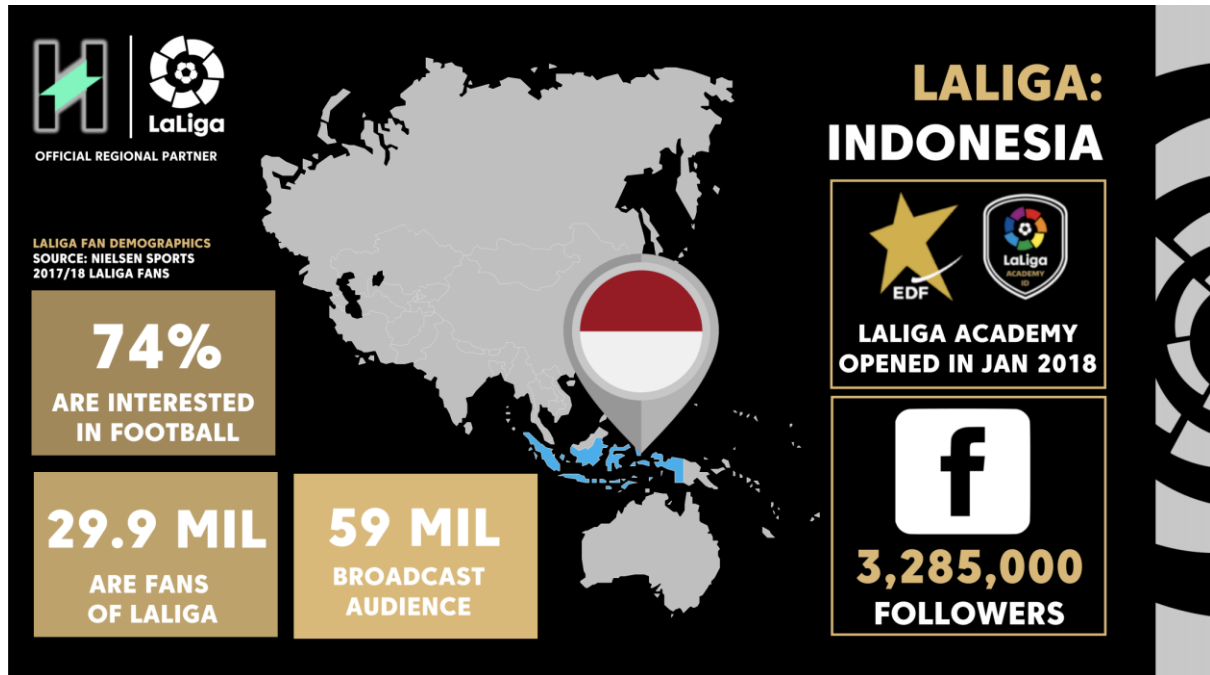 LaLiga
OFFICIAL REGIONAL PARTNER
LALIGA FAN DEMOGRAPHICS
SOURCE: NIELSEN SPORTS
2017/18 LALIGA FANS
74%
ARE INTERESTED
IN FOOTBALL
29.9 MIL
ARE FANS
OF LALIGA
59 MIL
BROADCAST
AUDIENCE
LALIGA:
INDONESIA
EDF
LaLiga
ACADEMY
ID
LALIGA ACADEMY
OPENED IN JAN 2018
f
3,285,000
FOLLOWERS